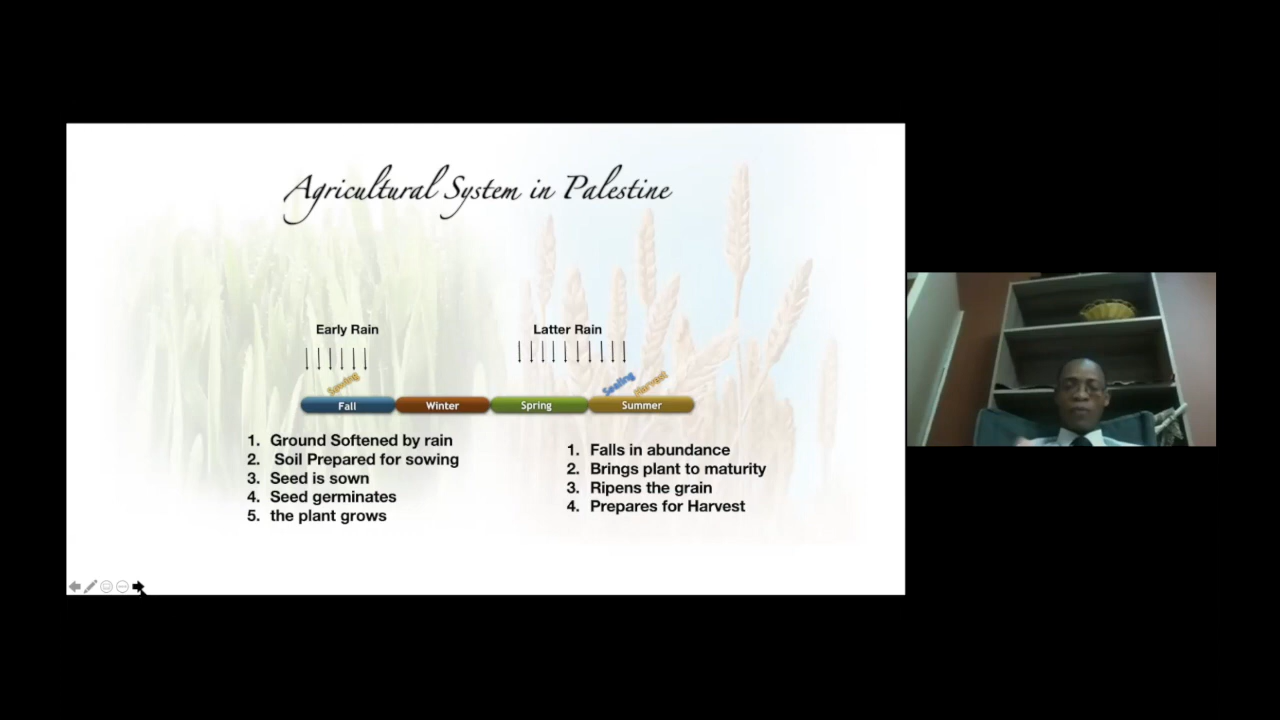 Agricultural System in Palestine
Early Rain
Latter Rain
Sowing
Sealing
Harvest
Fall
Winter
Spring
Summer
1. Ground Softened by rain
2. Soil Prepared for sowing
3. Seed is sown
4. Seed germinates
5. the plant grows
1. Falls in abundance
2. Brings plant to maturity
3. Ripens the grain
4. Prepares for Harvest